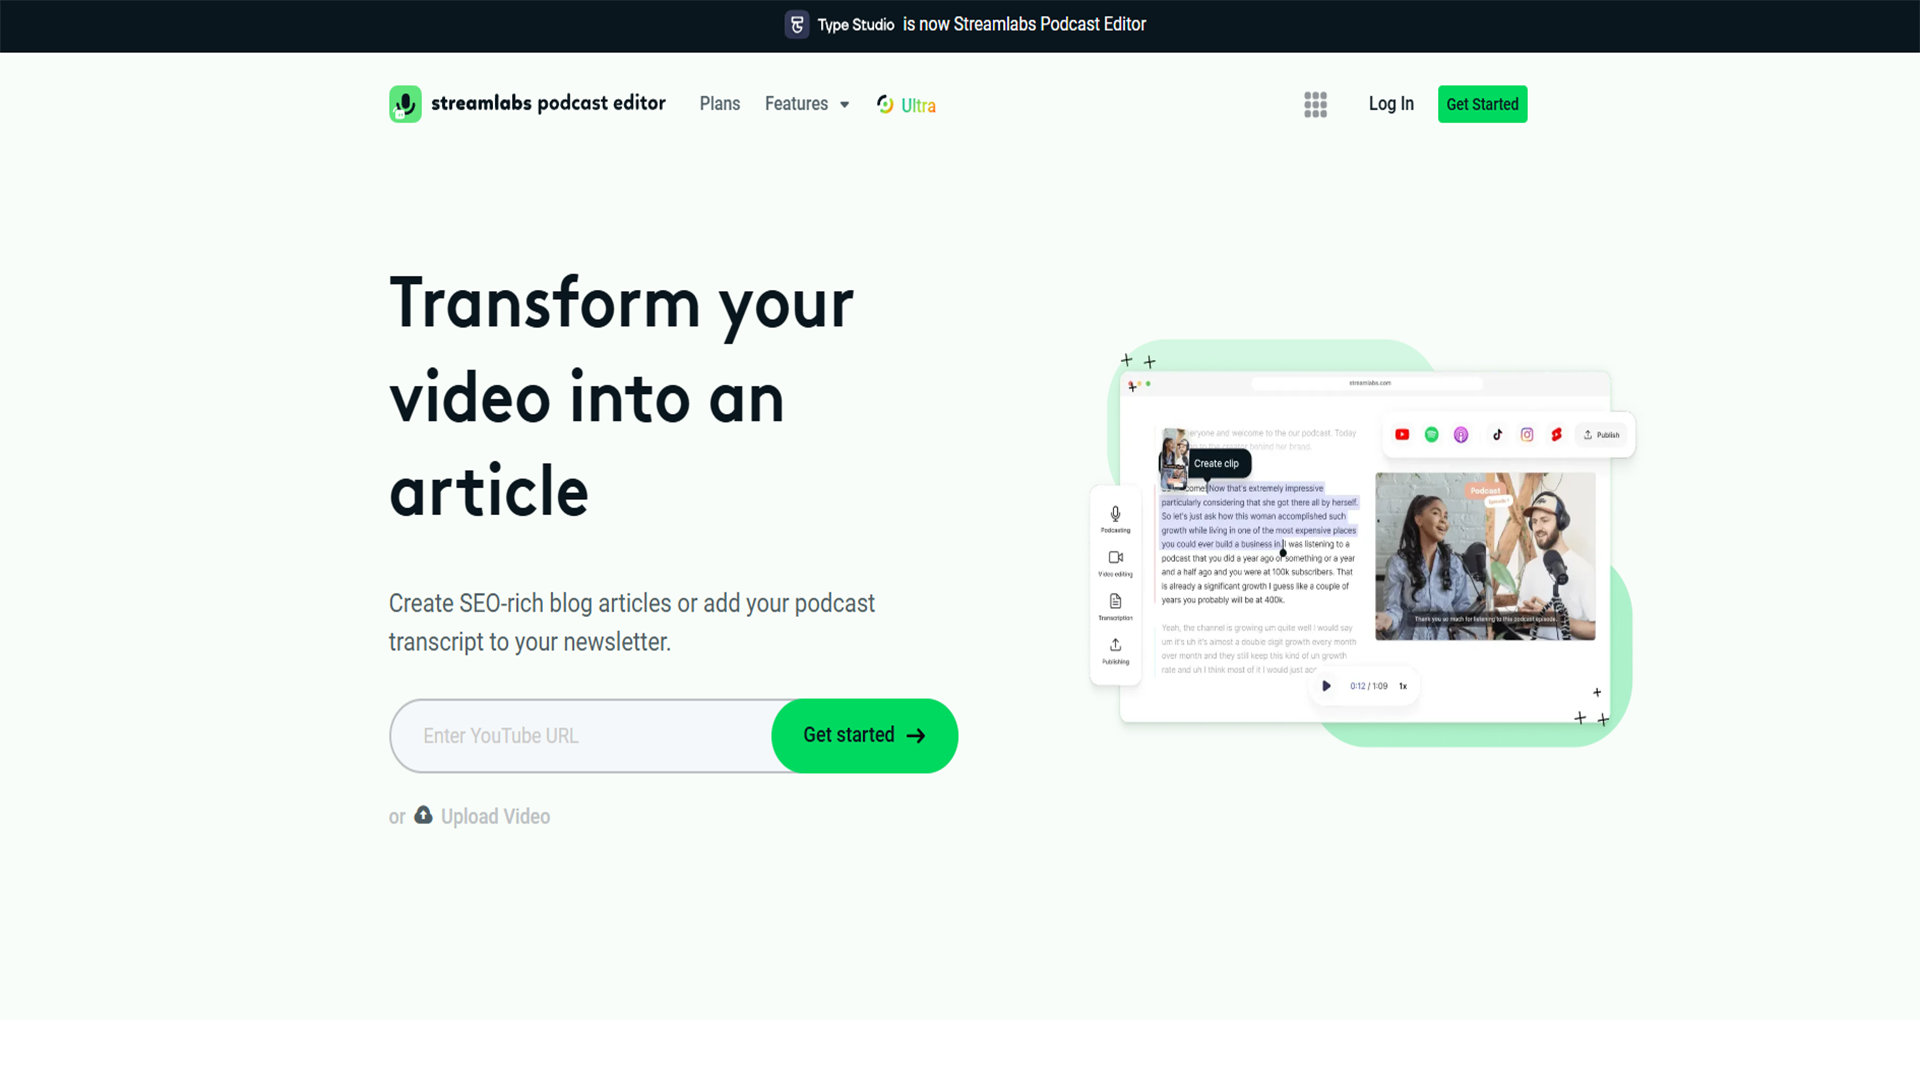 Type Studio is now Streamlabs Podcast Editor
streamlabs podcast editor
Plans
Features
Ultra
Log In
Get Started
Transform your
video into an
article
Create SEO-rich blog articles or add your podcast
transcript to your newsletter.
Enter YouTube URL
Get started
or Upload Video
streamlabs.com
eryone and welcome to the our podcast. Today
to the creator behind her brand.
Create clip
come! Now that's extremely impressive
particularly considering that she got there all by herself.
So let's just ask how this woman accomplished such
growth while living in one of the most expensive places
you could ever build a business in. I was listening to a
podcast that you did a year ago or something or a year
and a half ago and you were at 100k subscribers. That
is already a significant growth I guess like a couple of
years you probably will be at 400k.
Yeah, the channel is growing um quite well I would say
um it's uh it's almost a double digit growth every month
over month and they still keep this kind of un growth
rate and uh I think most of it I would just
Podcasting
Video editing
Transcription
Publishing
Publish
Podcast
Episode
Thank you so much for listening to this podcast episode.
0:12 / 1:09 1x